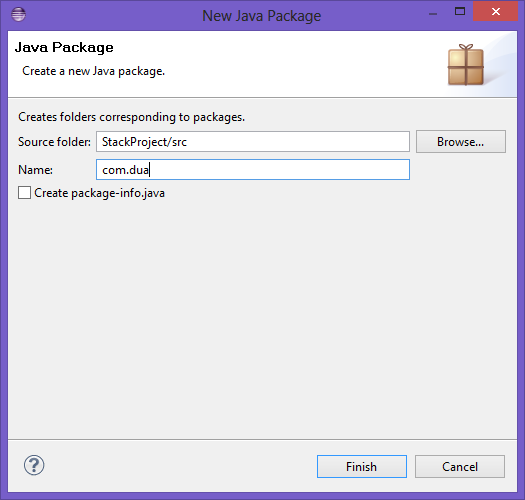 New Java Package
Java Package
Create a new Java package.
Creates folders corresponding to packages.
Source folder: StackProject/src Browse...
Name: com.dua
Create package-info.java
? Finish Cancel